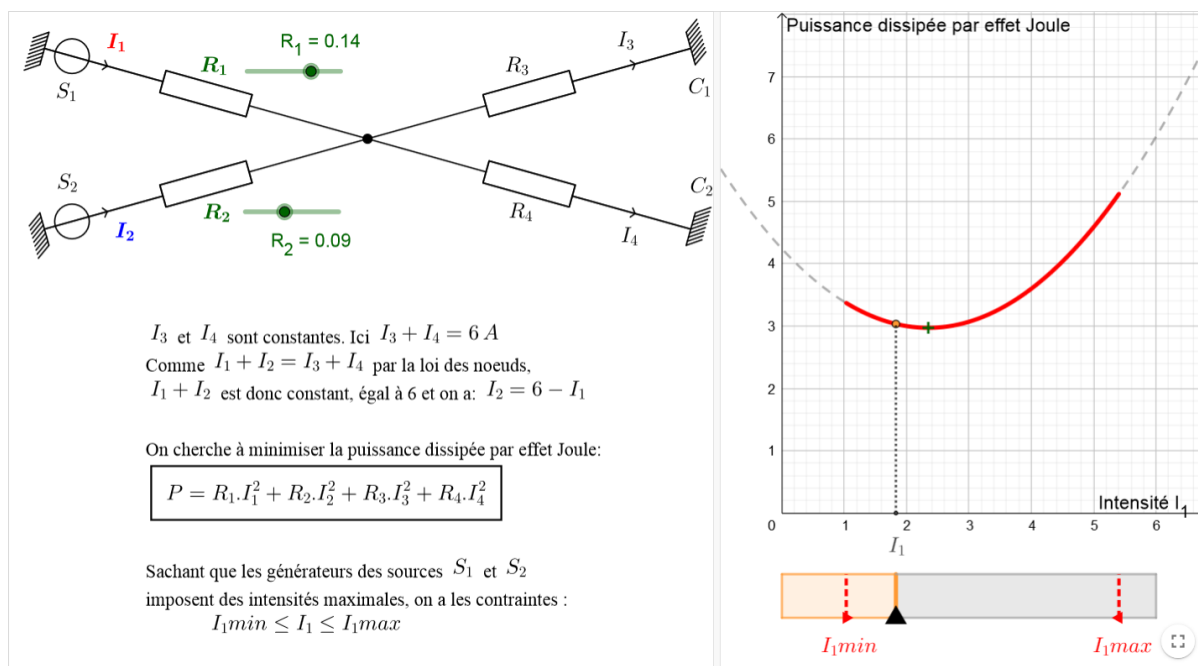 I₁
R₁
R₁ = 0.14
S₁
I₃
R₃
C₁
S₂
R₂
I₂
R₂ = 0.09
C₂
R₄
I₄
I₃ et I₄ sont constantes. Ici I₃ + I₄ = 6 A
Comme I₁ + I₂ = I₃ + I₄ par la loi des noeuds,
I₁ + I₂ est donc constant, égal à 6 et on a: I₂ = 6 − I₁
On cherche à minimiser la puissance dissipée par effet Joule:
P = R₁.I₁² + R₂.I₂² + R₃.I₃² + R₄.I₄²
Sachant que les générateurs des sources S₁ et S₂
imposent des intensités maximales, on a les contraintes :
I₁min ≤ I₁ ≤ I₁max
Puissance dissipée par effet Joule
7
6
5
4
3
2
1
Intensité I₁
0 1 2 3 4 5 6
I₁
I₁min
I₁max